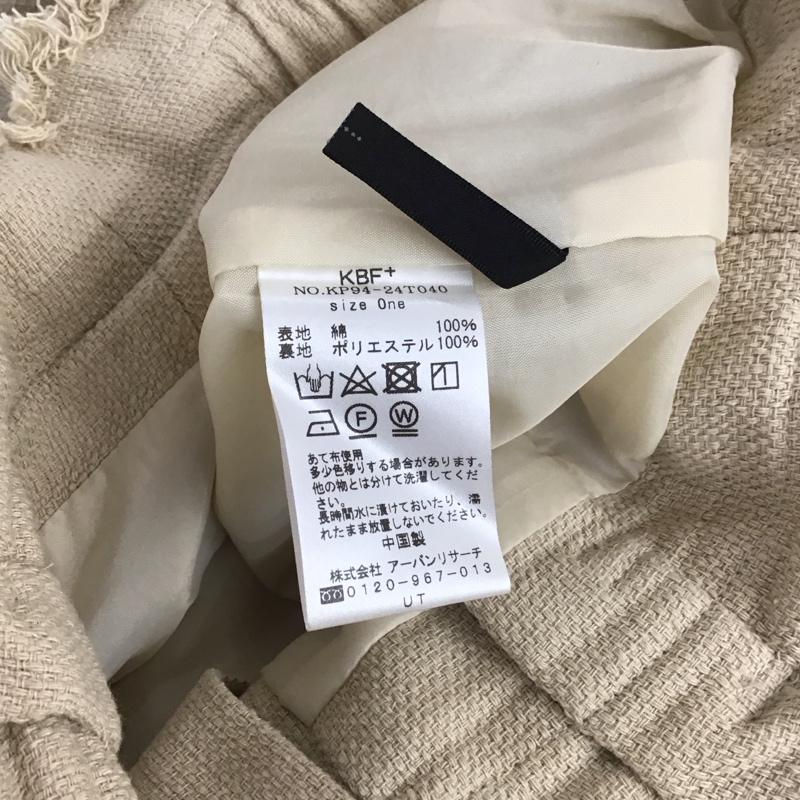 KBF+
NO.KP94-24T040
size One
表地 綿 100%
裏地 ポリエステル 100%
F W
あて布使用
多少色移りする場合があります。
他の物とは分けて洗濯してくだ
さい。
長時間水に漬けておいたり、濡
れたまま放置しないでください。
中国製
株式会社 アーバンリサーチ
0120-967-013
UT